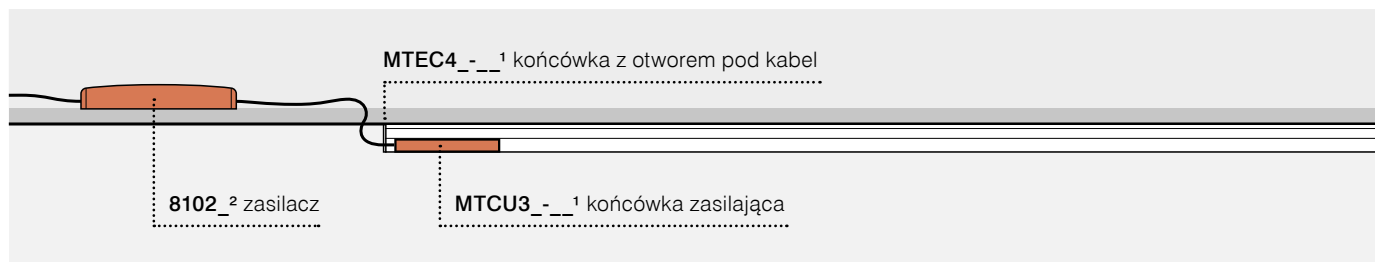 MTEC4_-__¹ końcówka z otworem pod kabel
8102_² zasilacz
MTCU3_-__¹ końcówka zasilająca